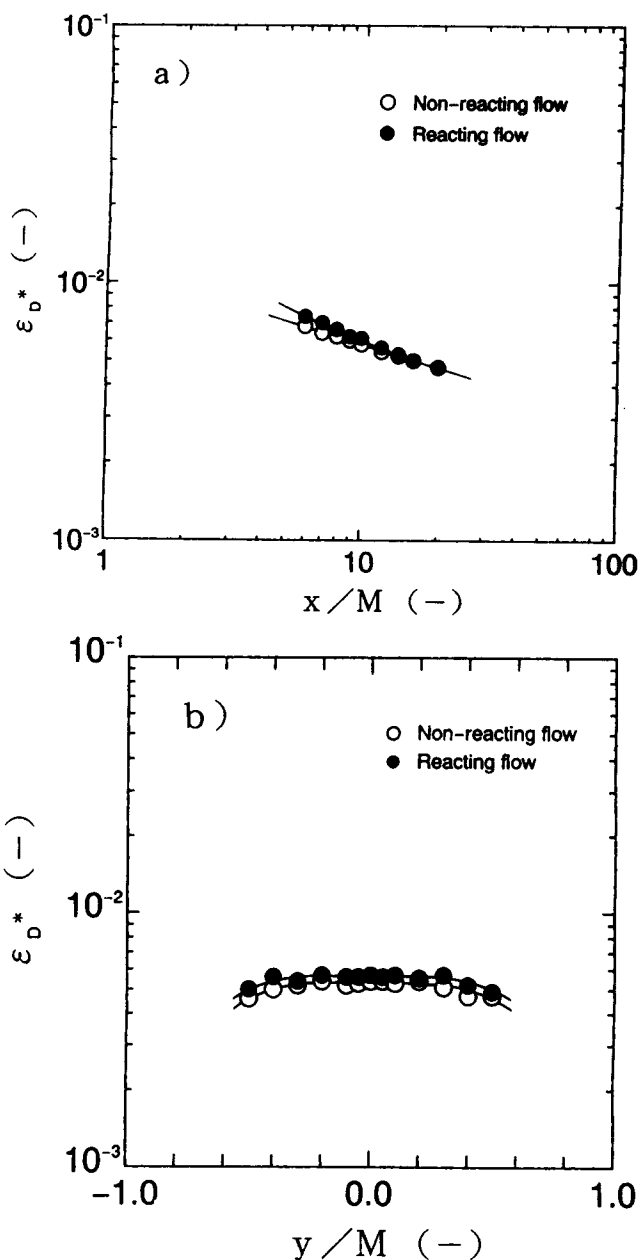 10⁻¹
a)
○ Non-reacting flow
● Reacting flow
10⁻²
ε_D* (-)
10⁻³
1 10 100
x/M (-)
10⁻¹
b)
○ Non-reacting flow
● Reacting flow
10⁻²
ε_D* (-)
10⁻³
-1.0 0.0 1.0
y/M (-)